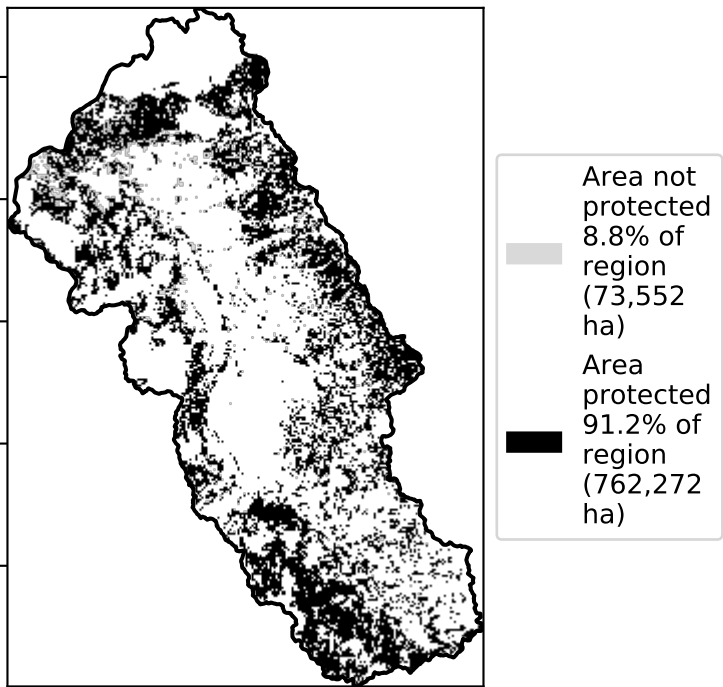 Area not
protected
8.8% of
region
(73,552
ha)
Area
protected
91.2% of
region
(762,272
ha)